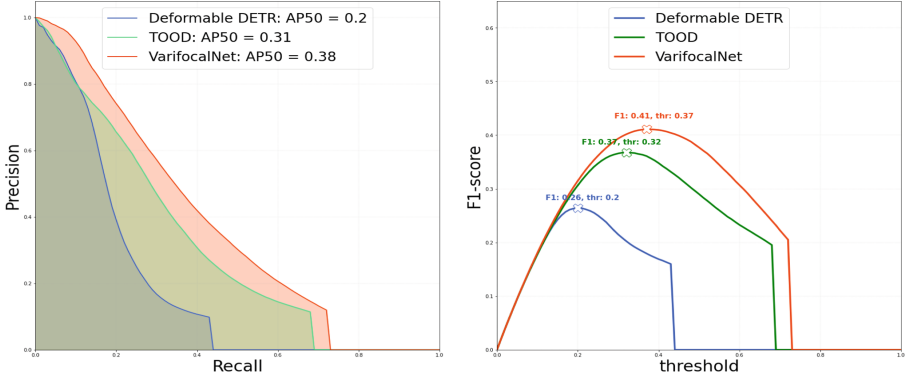 Deformable DETR: AP50 = 0.2
TOOD: AP50 = 0.31
VarifocalNet: AP50 = 0.38
Precision
1.0
0.8
0.6
0.4
0.2
0.0
0.0 0.2 0.4 0.6 0.8 1.0
Recall
Deformable DETR
TOOD
VarifocalNet
F1-score
0.6
0.5
0.4
0.3
0.2
0.1
0.0
F1: 0.41, thr: 0.37
F1: 0.37, thr: 0.32
F1: 0.26, thr: 0.2
0.0 0.2 0.4 0.6 0.8 1.0
threshold